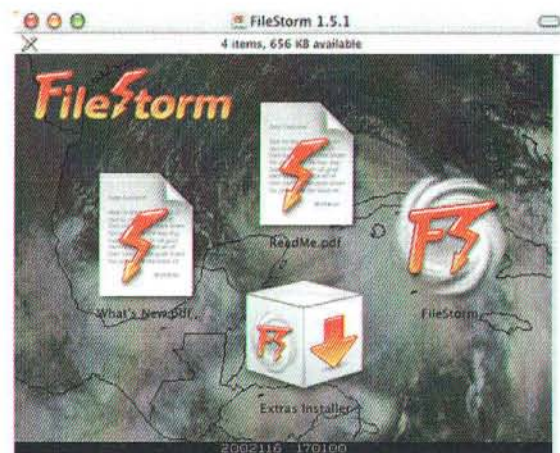 FileStorm 1.5.1
4 items, 656 KB available
FileStorm
ReadMe.pdf
What's New.pdf
FileStorm
Extras Installer
2002116 170100